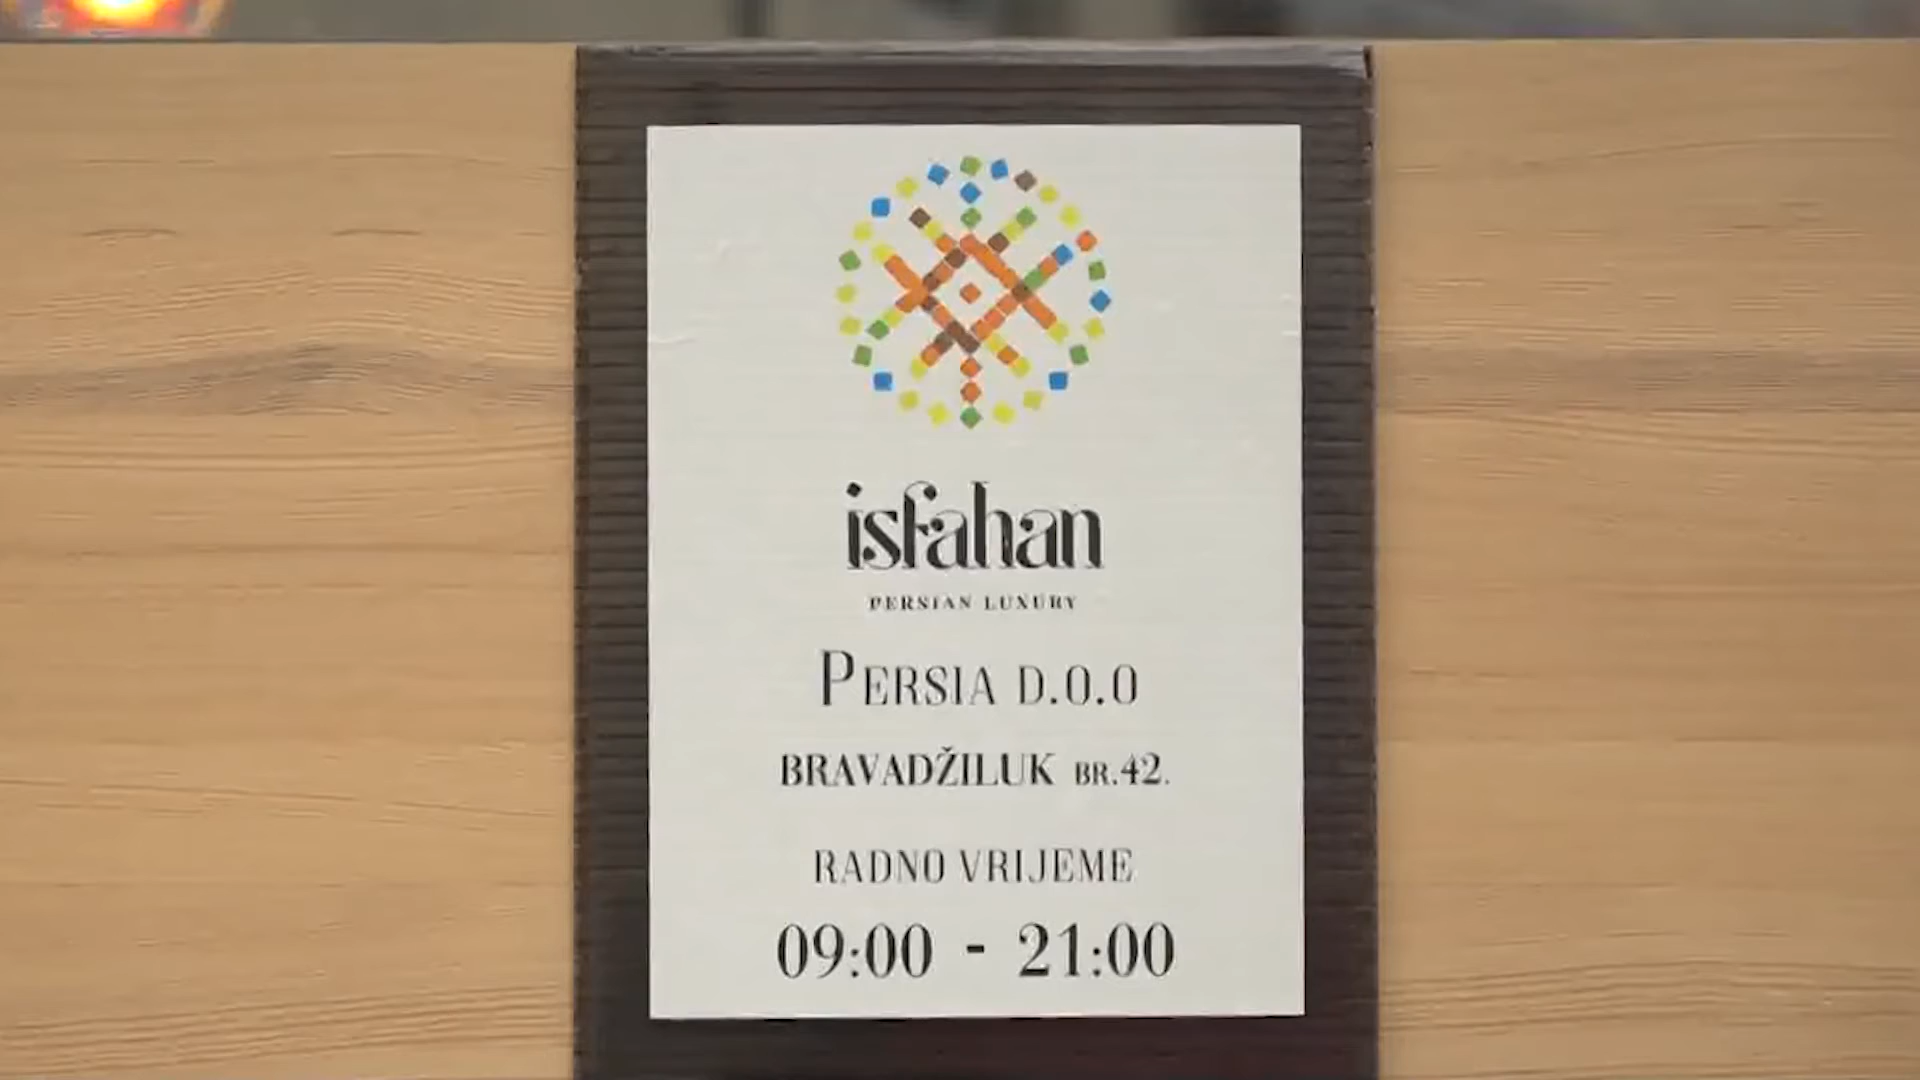 isfahan
PERSIAN LUXURY
PERSIA D.O.O
BRAVADŽILUK BR.42.
RADNO VRIJEME
09:00 - 21:00